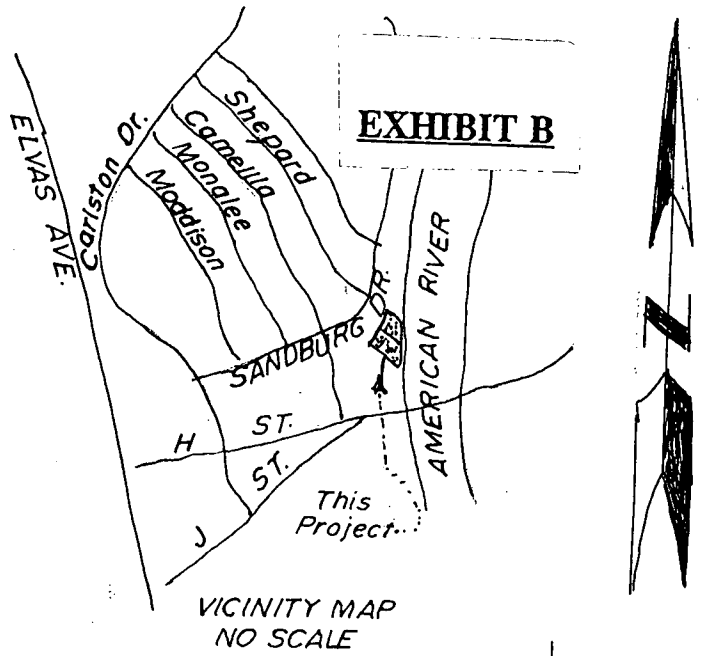 EXHIBIT B
ELVAS AVE.
Carlston Dr.
Shepard
Camellia
Monalee
Moddison
SANDBURG DR.
AMERICAN RIVER
H ST.
J ST.
This
Project
VICINITY MAP
NO SCALE
N